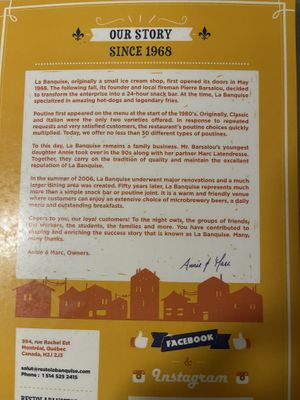 OUR STORY
SINCE 1968
La Banquise, originally a small ice cream shop, first opened its doors in May
1968. The following fall, its founder and local fireman Pierre Barsalou, decided
to transform the enterprise into a 24-hour snack bar. At the time, La Banquise
specialized in amazing hot-dogs and legendary fries.
Poutine first appeared on the menu at the start of the 1980's. Original, Classic
and Italian were the only two varieties offered. In response to repeated
requests and very satisfied customers, the restaurant's poutine choices quickly
multiplied. Today, we offer no less than 30 different types of poutines.
To this day, La Banquise remains a family business. Mr. Barsalou's youngest
daughter Annie took over in the 90s along with her partner Marc Latendresse.
Together, they carry on the tradition of quality and maintain the excellent
reputation of La Banquise.
In the summer of 2006, La Banquise underwent major renovations and a much
larger dining area was created. Fifty years later, La Banquise represents much
more than a simple snack bar or poutine joint. It is a warm and friendly venue
where customers can enjoy an extensive choice of microbrewery beers, a daily
menu and outstanding breakfasts.
Cheers to you, our loyal customers! To the night owls, the groups of friends,
the students, the families and more. You have contributed to
shaping and enriching the success story that is known as La Banquise. Many,
many thanks.
Annie & Marc, Owners.
Annie & Marc
994, rue Rachel Est
Montréal, Québec
Canada, H2J 2J3
salut@restolabanquise.com
Phone : 1 514 525 2415
FACEBOOK
&
Instagram